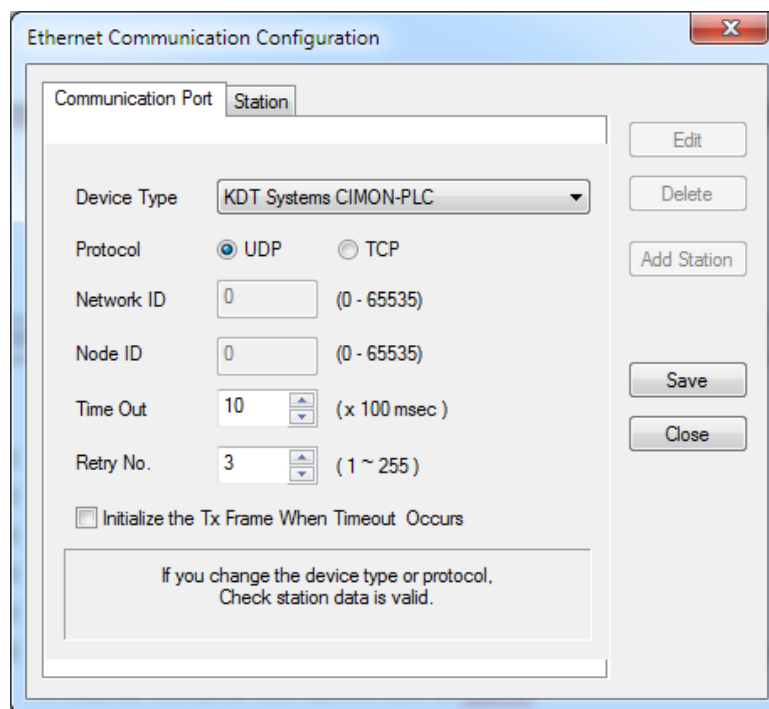 Ethernet Communication Configuration
Communication Port Station
Edit
Device Type KDT Systems CIMON-PLC Delete
Protocol UDP TCP Add Station
Network ID 0 (0 - 65535)
Node ID 0 (0 - 65535)
Save
Time Out 10 ( x 100 msec )
Close
Retry No. 3 ( 1 ~ 255 )
Initialize the Tx Frame When Timeout Occurs
If you change the device type or protocol,
Check station data is valid.